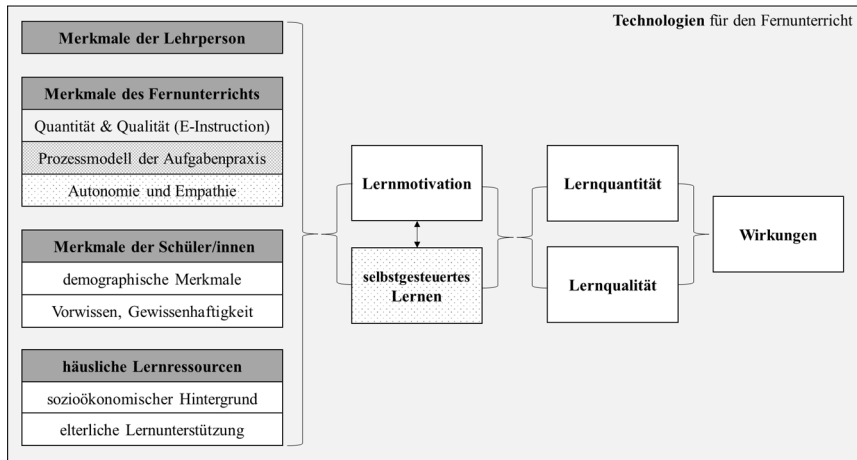 Technologien für den Fernunterricht
Merkmale der Lehrperson
Merkmale des Fernunterrichts
Quantität & Qualität (E-Instruction)
Prozessmodell der Aufgabenpraxis
Autonomie und Empathie
Merkmale der Schüler/innen
demographische Merkmale
Vorwissen, Gewissenhaftigkeit
häusliche Lernressourcen
sozioökonomischer Hintergrund
elterliche Lernunterstützung
Lernmotivation
selbstgesteuertes
Lernen
Lernquantität
Lernqualität
Wirkungen